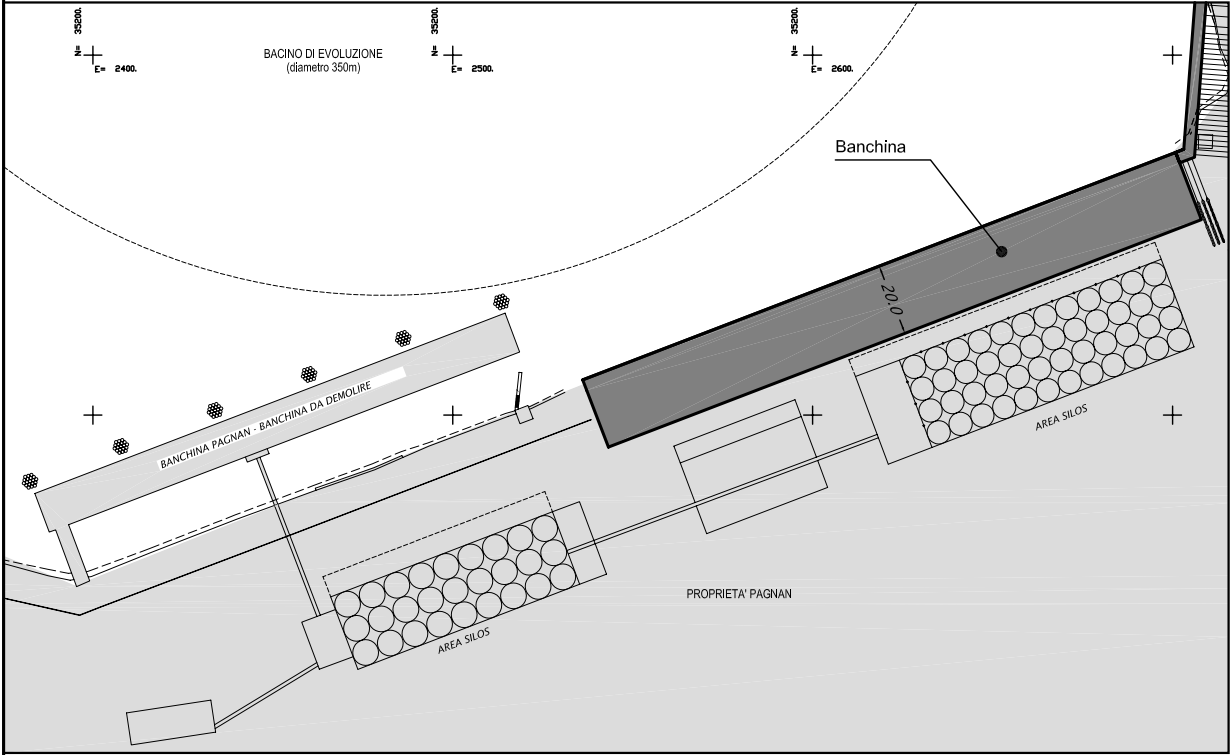 N= 35200.
E= 2400.
BACINO DI EVOLUZIONE
(diametro 350m)
N= 35200.
E= 2500.
N= 35200.
E= 2600.
Banchina
20.0
BANCHINA PAGNAN - BANCHINA DA DEMOLIRE
AREA SILOS
PROPRIETA' PAGNAN
AREA SILOS